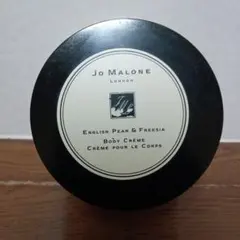 JO MALONE
LONDON
ENGLISH PEAR & FREESIA
BODY CRÈME
CRÈME POUR LE CORPS